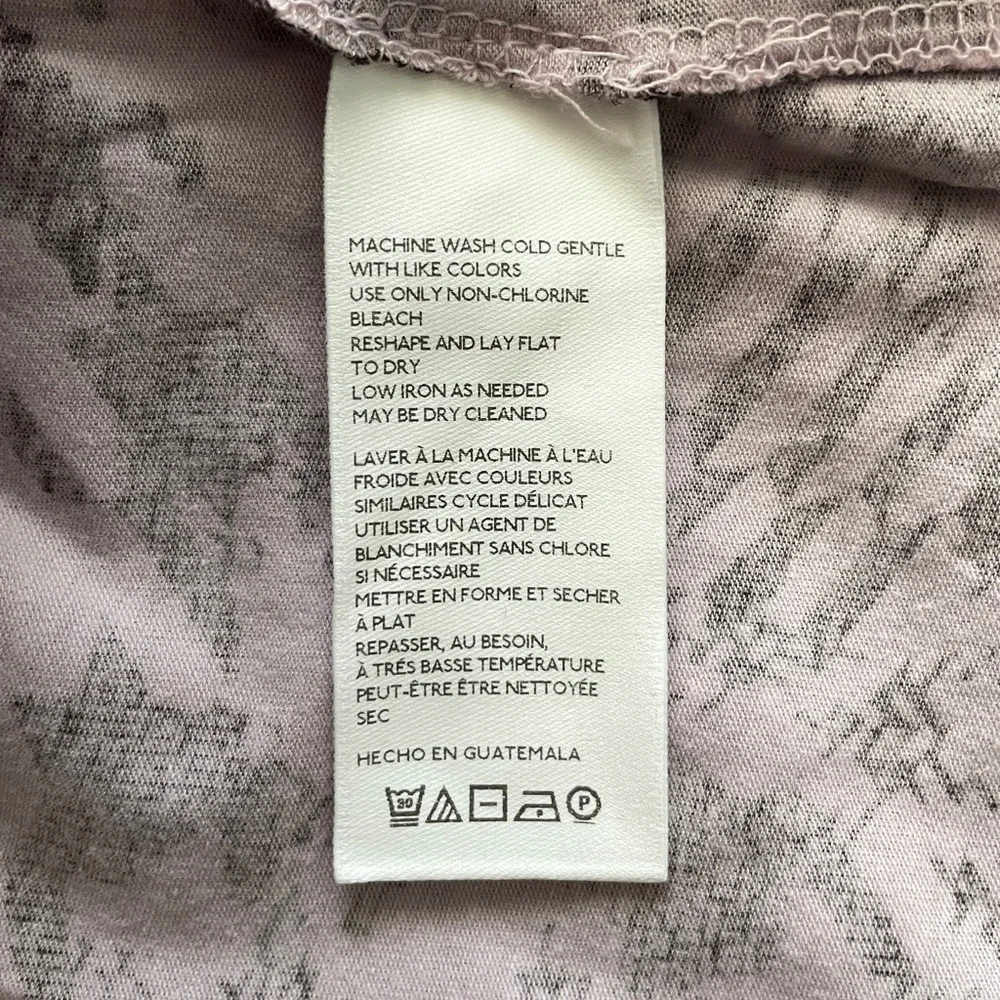 MACHINE WASH COLD GENTLE
WITH LIKE COLORS
USE ONLY NON-CHLORINE
BLEACH
RESHAPE AND LAY FLAT
TO DRY
LOW IRON AS NEEDED
MAY BE DRY CLEANED
LAVER À LA MACHINE À L'EAU
FROIDE AVEC COULEURS
SIMILAIRES CYCLE DÉLICAT
UTILISER UN AGENT DE
BLANCHIMENT SANS CHLORE
SI NÉCESSAIRE
METTRE EN FORME ET SECHER
À PLAT
REPASSER, AU BESOIN,
À TRÉS BASSE TEMPÉRATURE
PEUT-ÊTRE ÊTRE NETTOYÉE
SEC
HECHO EN GUATEMALA
30 P